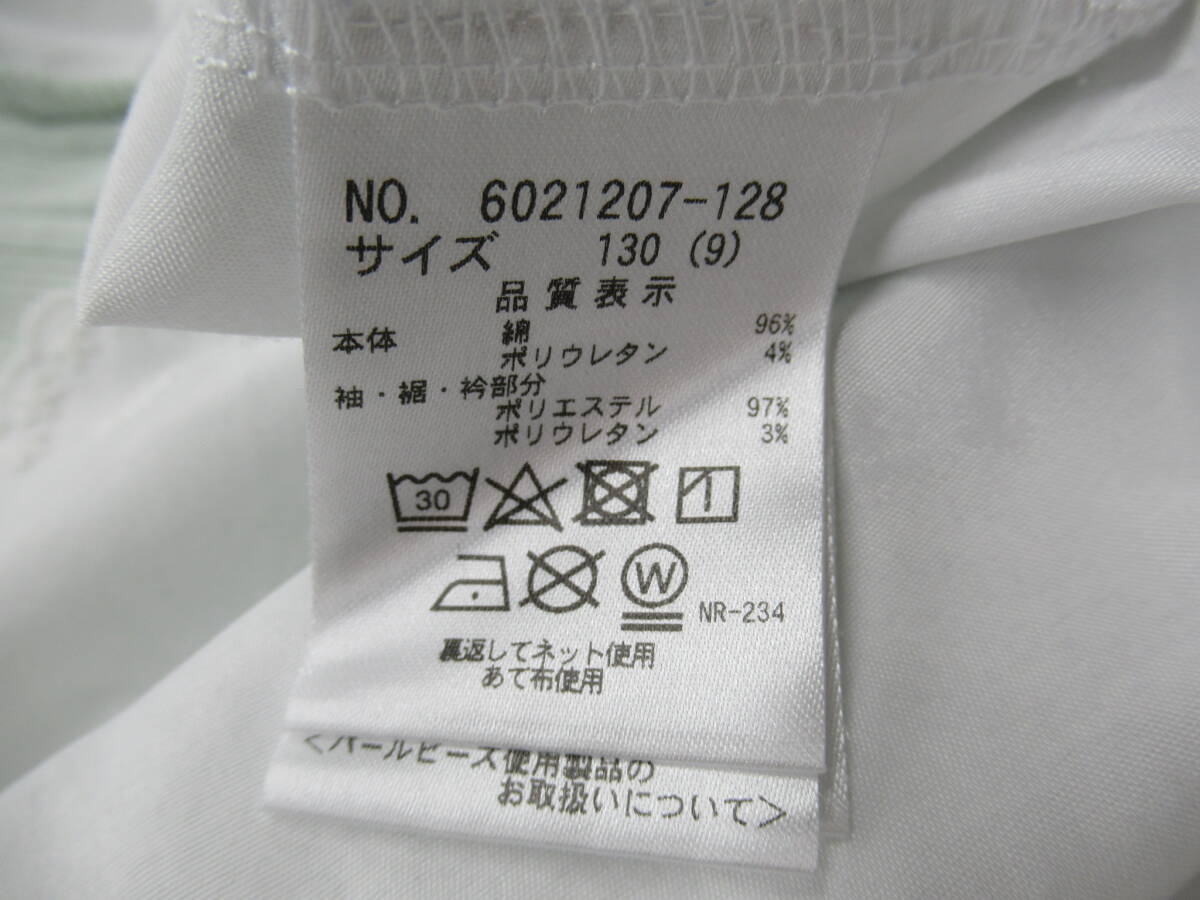 NO. 6021207-128
サイズ 130 (9)
品質表示
本体 綿 96%
ポリウレタン 4%
袖・裾・衿部分
ポリエステル 97%
ポリウレタン 3%
30
W NR-234
裏返してネット使用
あて布使用
<パールビーズ使用製品の
お取扱いについて>